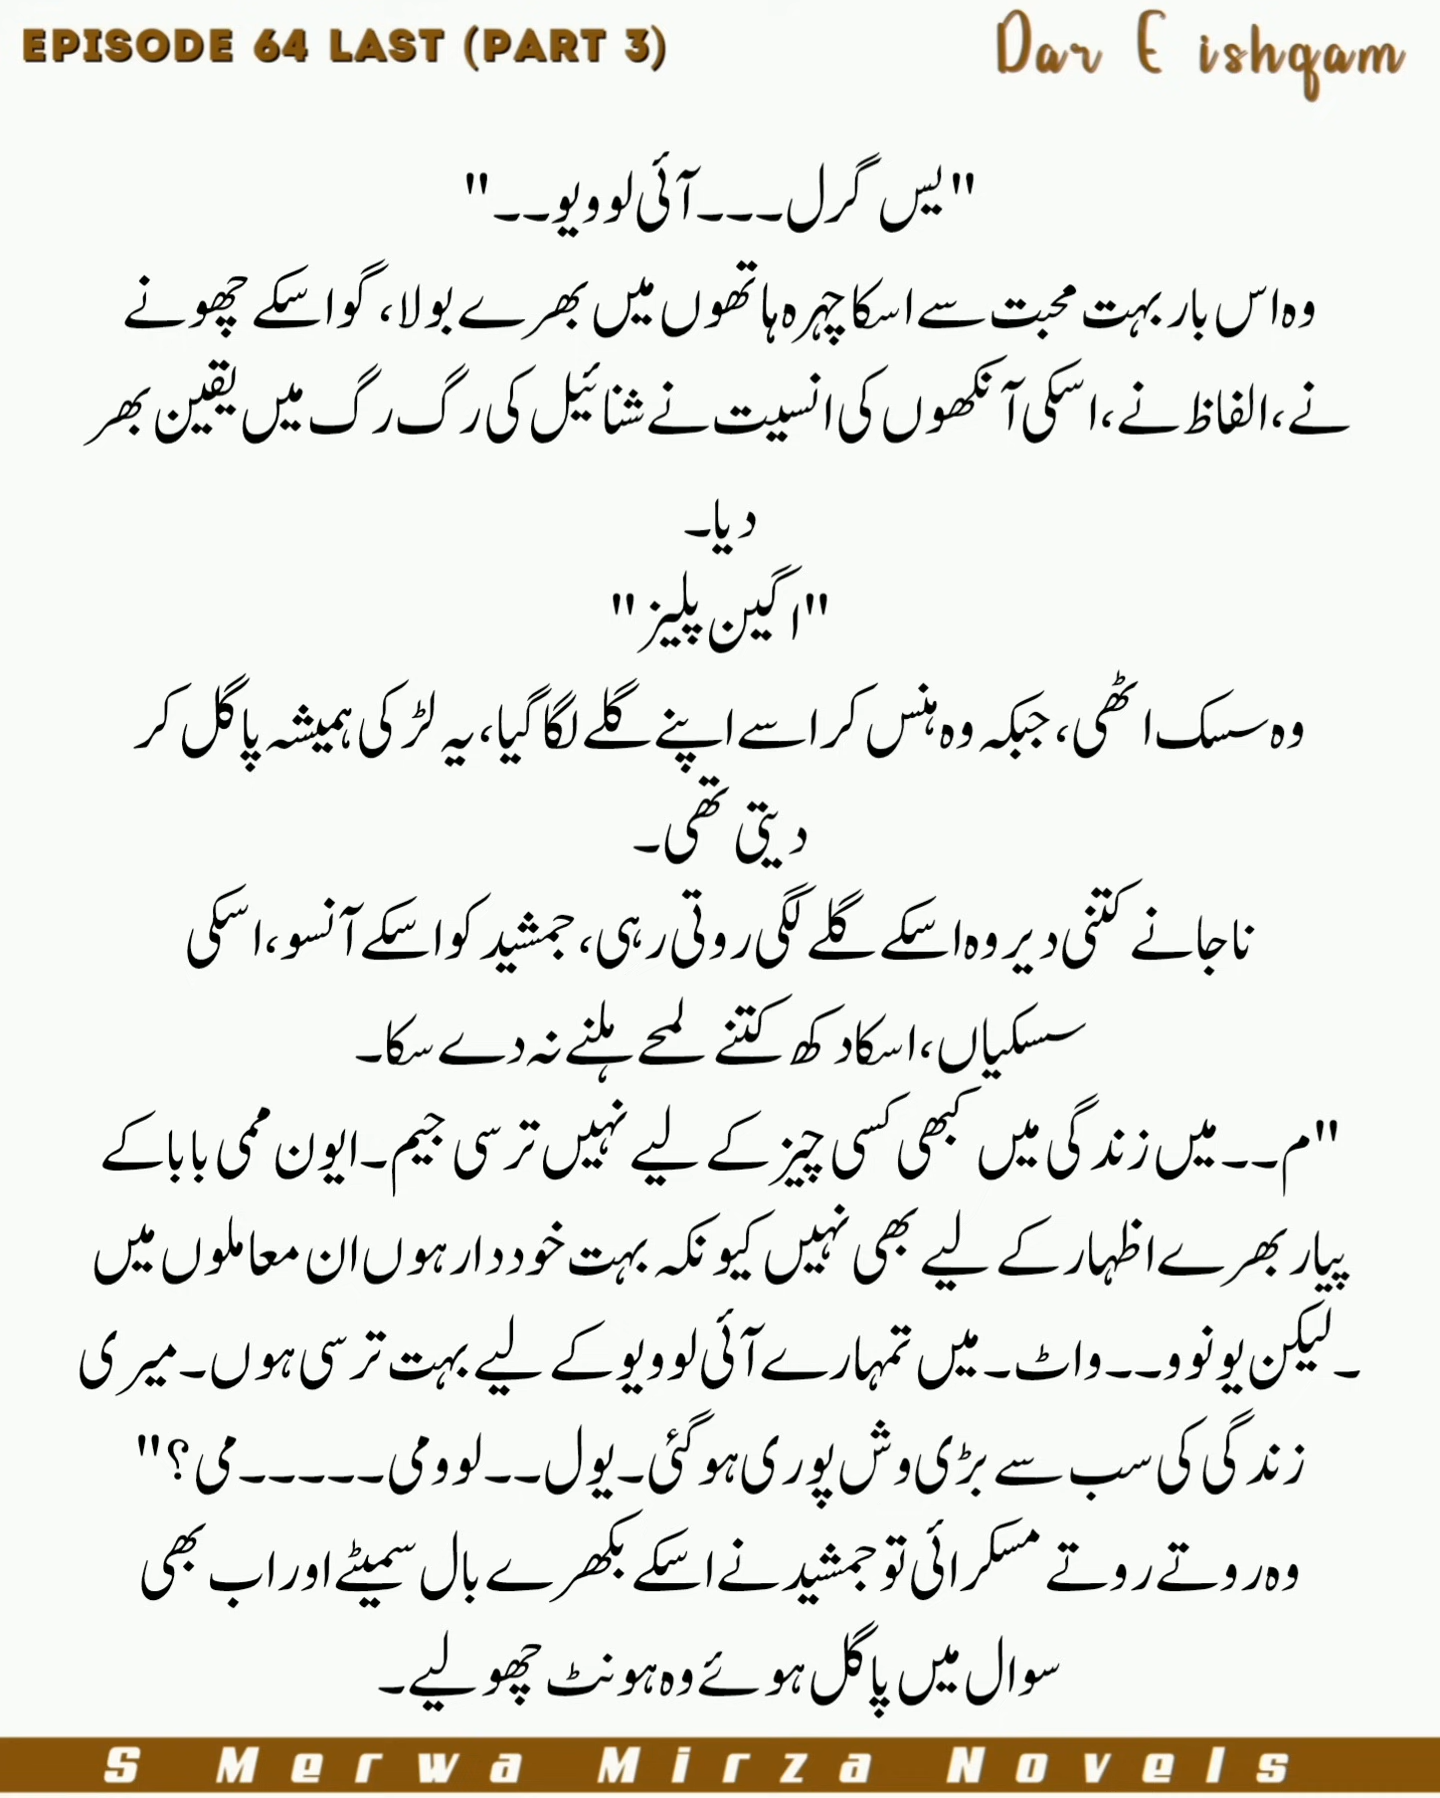 EPISODE 64 LAST (PART 3)
Dar E ishqam
"یس گرل۔۔۔آئی لو ویو۔۔"
وہ اس بار بہت محبت سے اسکا چہرہ ہاتھوں میں بھرے بولا، گو اسکے چھونے
نے، الفاظ نے، اسکی آنکھوں کی انسیت نے شنائیل کی رگ رگ میں یقین بھر
دیا۔
"اگین پلیز"
وہ سسک اٹھی، جبکہ وہ ہنس کر اسے اپنے گلے لگا گیا، یہ لڑکی ہمیشہ پاگل کر
دیتی تھی۔
ناجانے کتنی دیر وہ اسکے گلے لگی روتی رہی، جمشید کو اسکے آنسو، اسکی
سسکیاں، اسکا دکھ کتنے لمحے ہلنے نہ دے سکا۔
"م۔۔میں زندگی میں کبھی کسی چیز کے لیے نہیں ترسی جیم۔ایون ممی بابا کے
پیار بھرے اظہار کے لیے بھی نہیں کیونکہ بہت خوددار ہوں ان معاملوں میں
۔لیکن یو نوو۔۔واٹ۔میں تمہارے آئی لو ویو کے لیے بہت ترسی ہوں۔میری
زندگی کی سب سے بڑی وش پوری ہو گئی۔یول۔۔لو ومی۔۔۔۔۔می؟"
وہ روتے روتے مسکرائی تو جمشید نے اسکے بکھرے بال سمیٹے اور اب بھی
سوال میں پاگل ہوئے وہ ہونٹ چھو لیے۔
S Merwa Mirza Novels